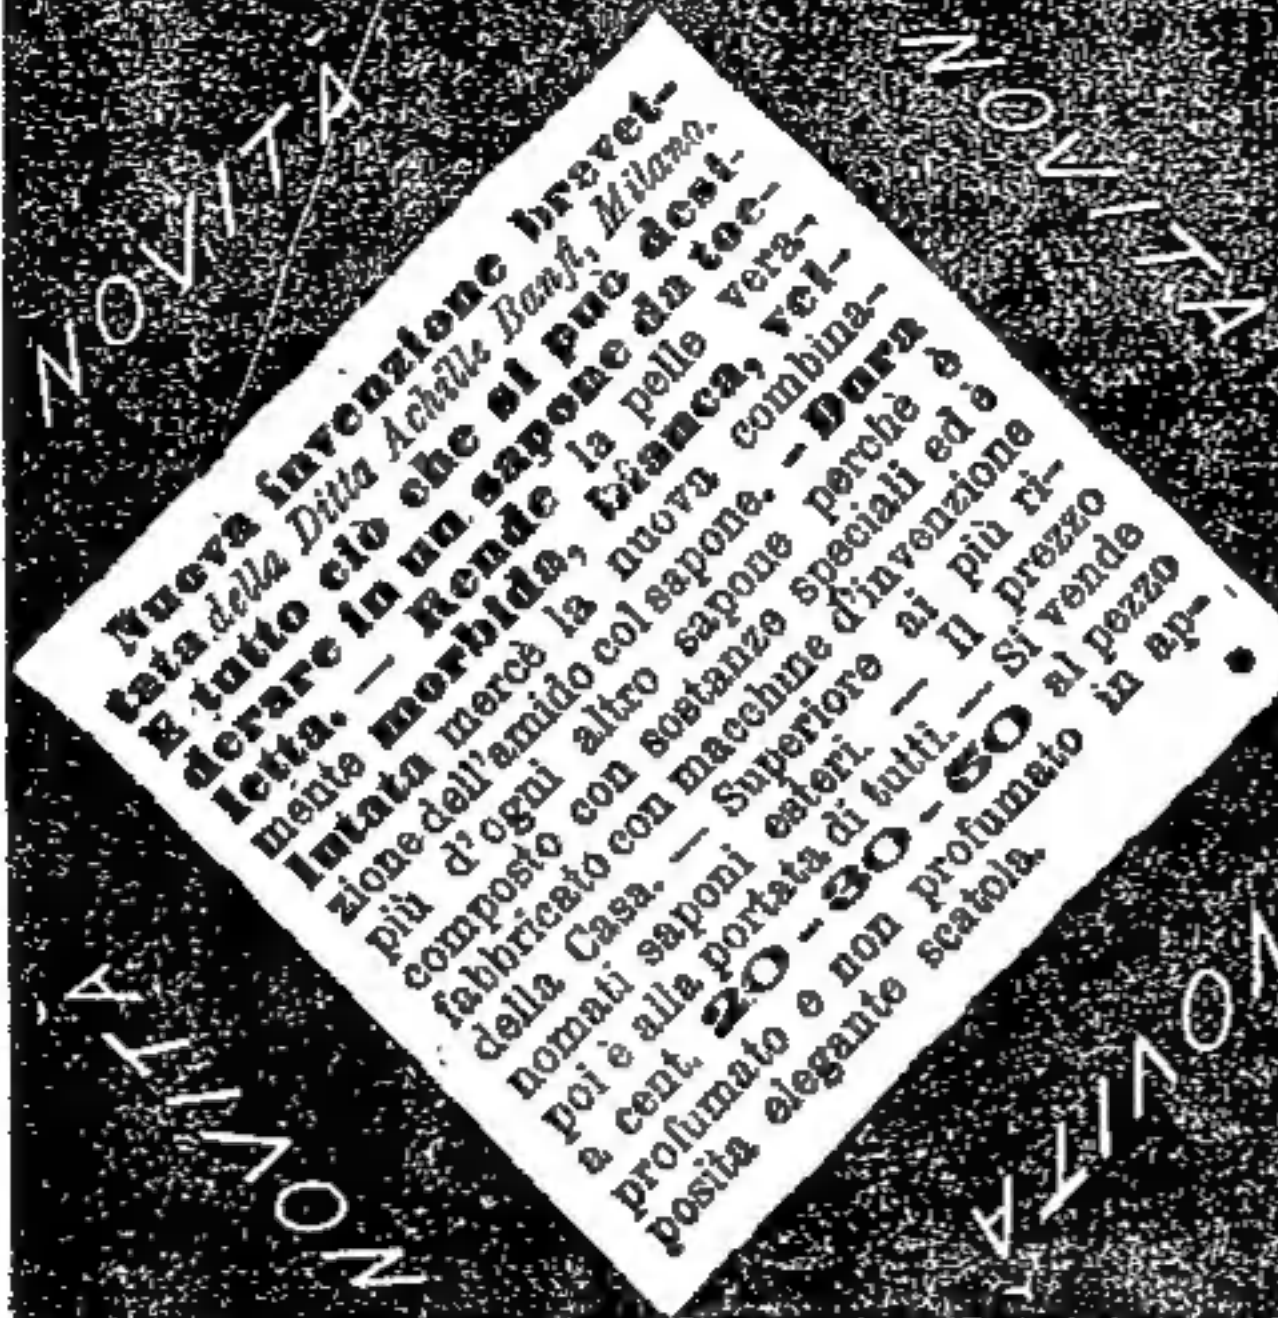 NOVITÀ
NOVITÀ
Nuova invenzione brevet-
tata della Ditta Achille Banfi, Milano.
È tutto ciò che si può desi-
derare in un sapone da toe-
letta. — Rende la pelle vera-
mente morbida, bianca, vel-
lutata mercè la nuova combina-
zione dell'amido col sapone. — Dura
più d'ogni altro sapone perchè è
composto con sostanze speciali ed è
fabbricato con macchine d'invenzione
della Casa. — Superiore ai più ri-
nomati saponi esteri. — Il prezzo
poi è alla portata di tutti. — Si vende
a cent. 20 - 30 - 50 al pezzo
profumato e non profumato in ap-
posita elegante scatola.
NOVITÀ
NOVITÀ